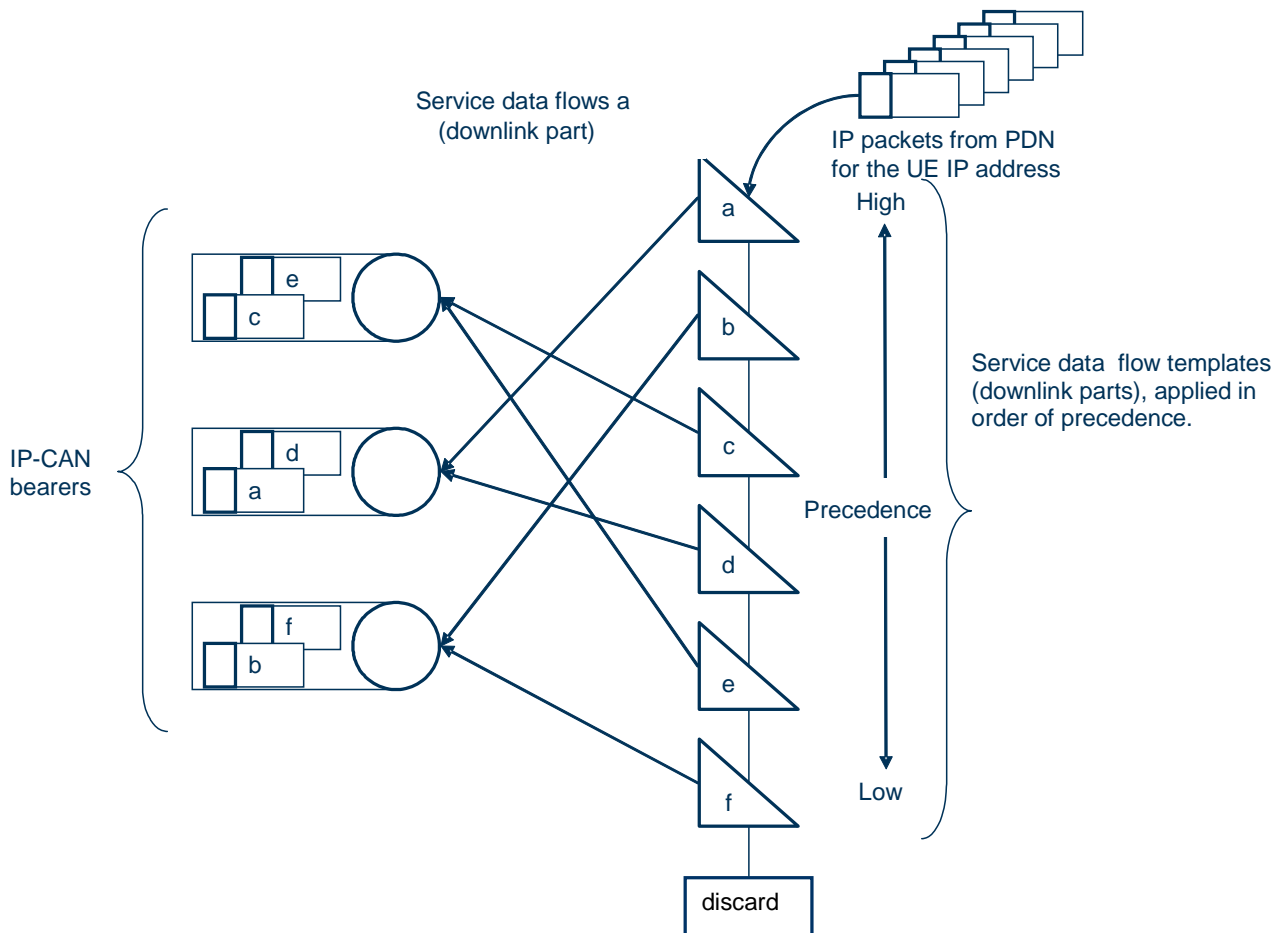 Service data flows a
(downlink part)
IP packets from PDN
for the UE IP address
High
a
e
c
b
Service data flow templates
(downlink parts), applied in
order of precedence.
IP-CAN
bearers
d
a
c
Precedence
d
f
b
e
Low
f
discard